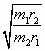 √(m₁r₂ / m₂r₁)